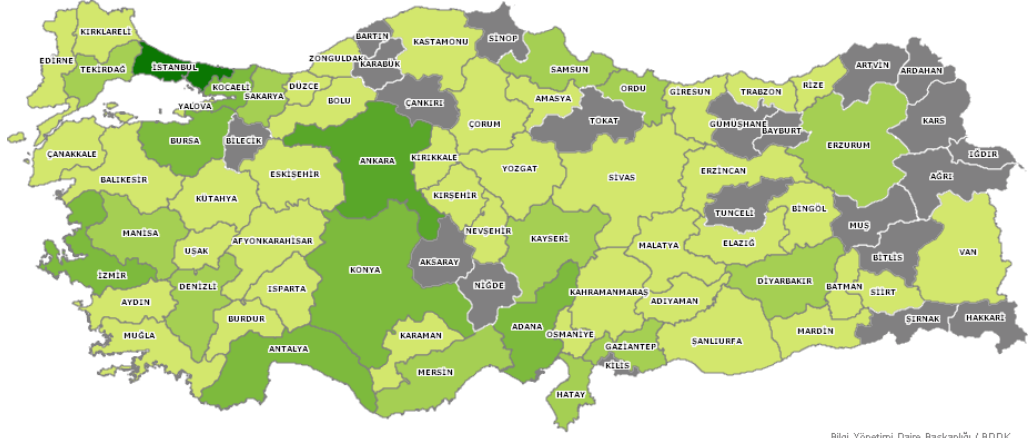 KIRKLARELİ
EDİRNE
TEKİRDAĞ
İSTANBUL
KOCAELİ
YALOVA
SAKARYA
DÜZCE
ZONGULDAK
BARTIN
KARABÜK
KASTAMONU
SİNOP
BOLU
ÇANKIRI
SAMSUN
AMASYA
ORDU
TOKAT
GİRESUN
TRABZON
RİZE
ARTVİN
ARDAHAN
GÜMÜŞHANE
BAYBURT
KARS
IĞDIR
AĞRI
ERZURUM
ÇANAKKALE
BURSA
BİLECİK
BALIKESİR
KÜTAHYA
ESKİŞEHİR
ANKARA
KIRIKKALE
ÇORUM
YOZGAT
KIRŞEHİR
SİVAS
ERZİNCAN
TUNCELİ
BİNGÖL
MUŞ
BİTLİS
VAN
MANİSA
UŞAK
AFYONKARAHİSAR
KONYA
AKSARAY
NEVŞEHİR
NİĞDE
KAYSERİ
MALATYA
ELAZIĞ
DİYARBAKIR
BATMAN
SİİRT
ŞIRNAK
HAKKARİ
İZMİR
AYDIN
DENİZLİ
ISPARTA
BURDUR
MUĞLA
ANTALYA
KARAMAN
MERSİN
ADANA
OSMANİYE
KAHRAMANMARAŞ
ADIYAMAN
GAZİANTEP
KİLİS
ŞANLIURFA
MARDİN
HATAY
Bilgi Yönetimi Daire Başkanlığı / BDDK